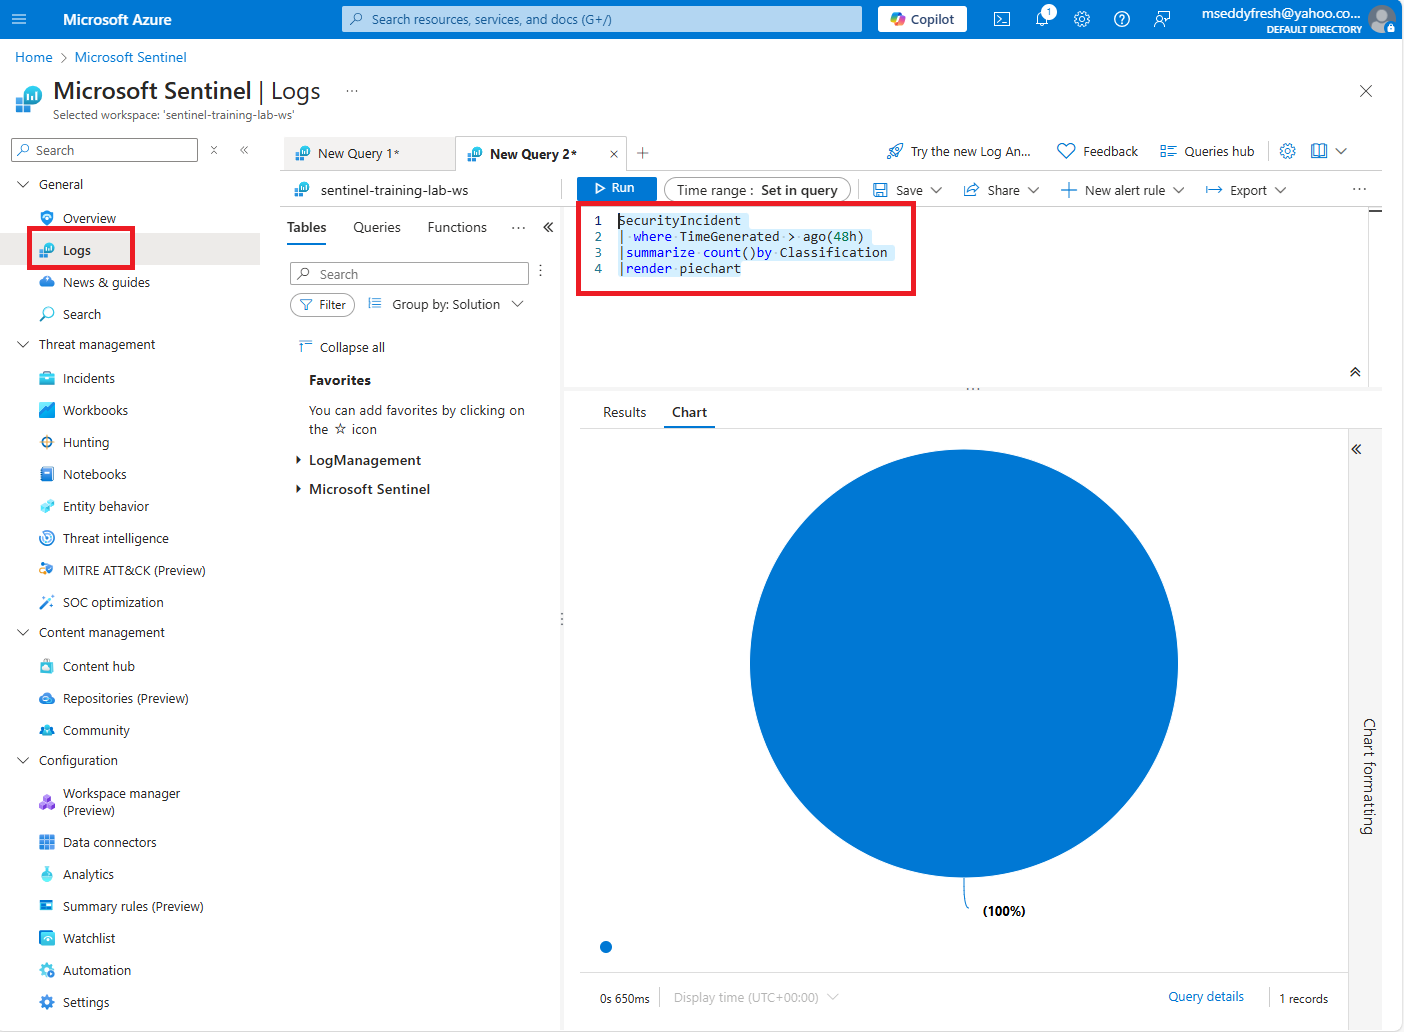 Microsoft Azure
Search resources, services, and docs (G+/)
Copilot
1
mseddyfresh@yahoo.co...
DEFAULT DIRECTORY
Home > Microsoft Sentinel
Microsoft Sentinel | Logs ...
Selected workspace: 'sentinel-training-lab-ws'
Search
General
Overview
Logs
News & guides
Search
Threat management
Incidents
Workbooks
Hunting
Notebooks
Entity behavior
Threat intelligence
MITRE ATT&CK (Preview)
SOC optimization
Content management
Content hub
Repositories (Preview)
Community
Configuration
Workspace manager
(Preview)
Data connectors
Analytics
Summary rules (Preview)
Watchlist
Automation
Settings
New Query 1*
New Query 2*
Try the new Log An...
Feedback
Queries hub
sentinel-training-lab-ws
Run
Time range : Set in query
Save
Share
New alert rule
Export
Tables
Queries
Functions
Search
Filter
Group by: Solution
Collapse all
Favorites
You can add favorites by clicking on
the ☆ icon
LogManagement
Microsoft Sentinel
1 SecurityIncident
2 | where TimeGenerated > ago(48h)
3 |summarize count()by Classification
4 |render piechart
Results
Chart
(100%)
Chart formatting
0s 650ms
Display time (UTC+00:00)
Query details
1 records